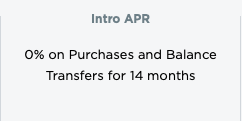 Intro APR
0% on Purchases and Balance
Transfers for 14 months